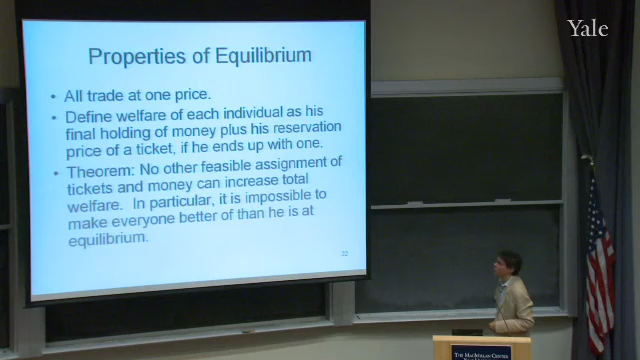 Yale
Properties of Equilibrium
• All trade at one price.
• Define welfare of each individual as his
final holding of money plus his reservation
price of a ticket, if he ends up with one.
• Theorem: No other feasible assignment of
tickets and money can increase total
welfare. In particular, it is impossible to
make everyone better of than he is at
equilibrium.
THE MACMILLAN CENTER